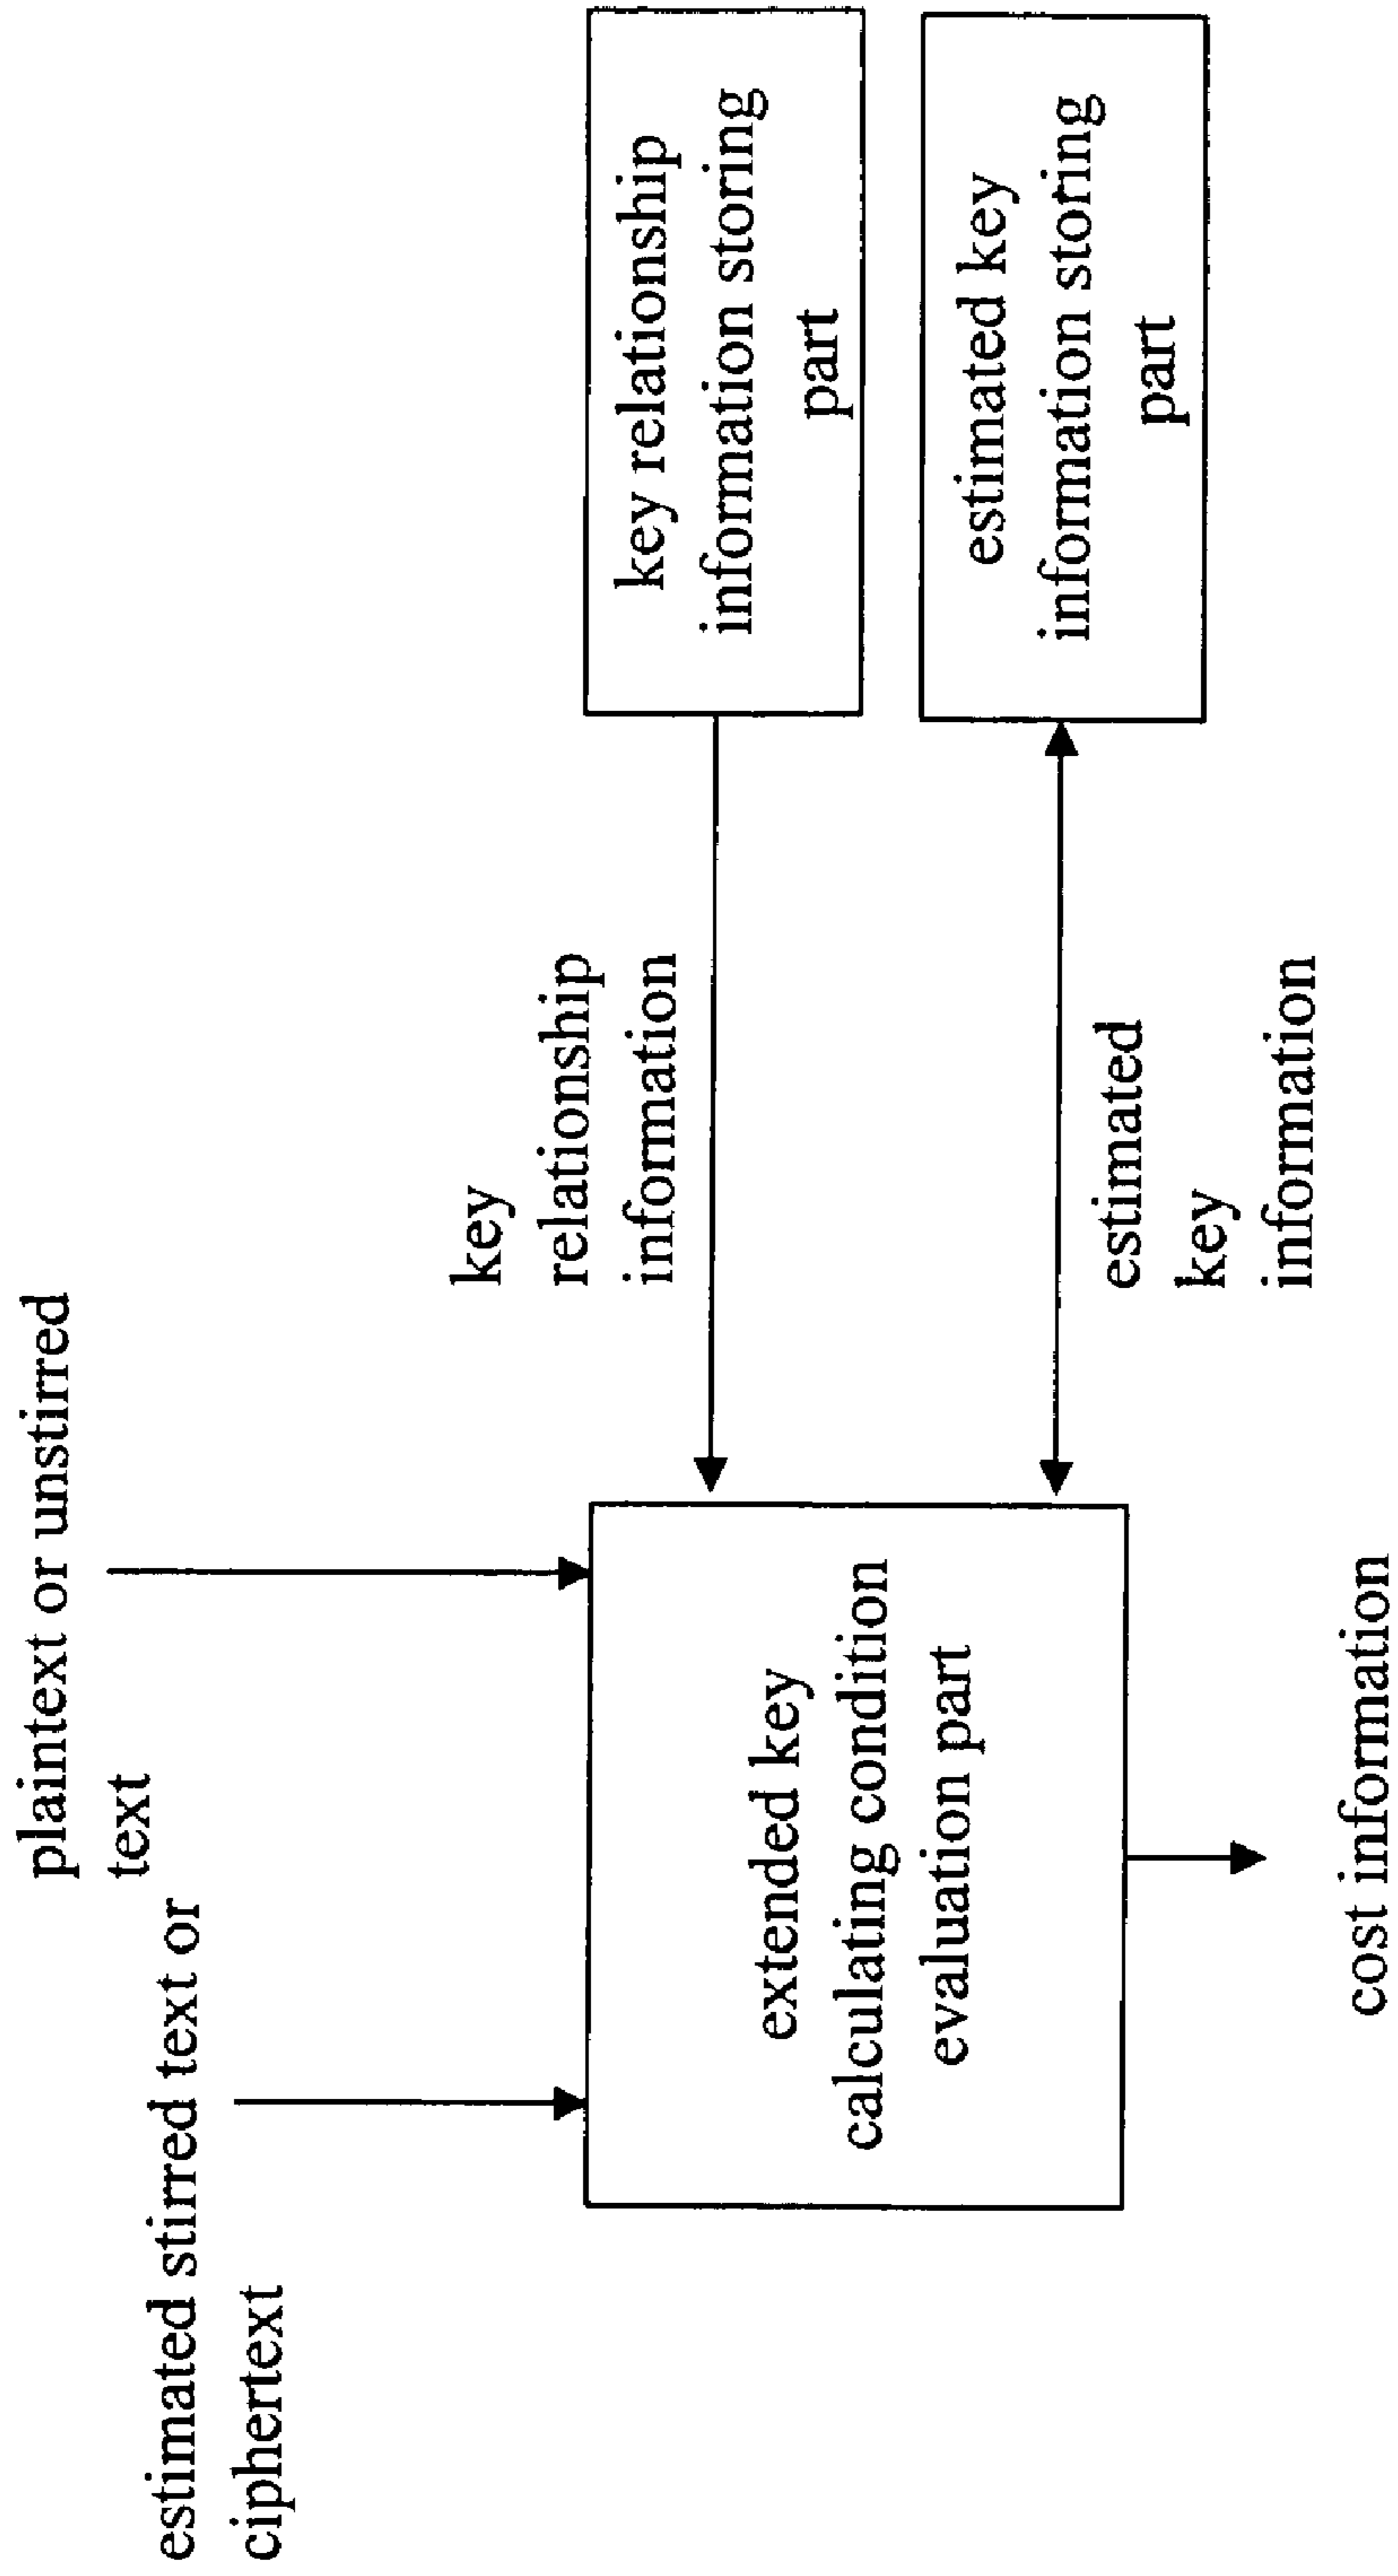 estimated stirred text or
ciphertext
plaintext or unstirred
text
extended key
calculating condition
evaluation part
cost information
key
relationship
information
estimated
key
information
key relationship
information storing
part
estimated key
information storing
part